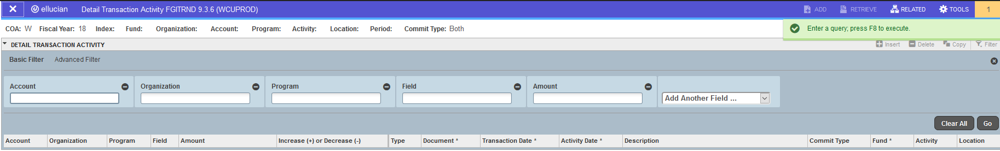 ✕ ellucian Detail Transaction Activity FGITRND 9.3.6 (WCUPROD) ADD RETRIEVE RELATED TOOLS 1
COA: W Fiscal Year: 18 Index: Fund: Organization: Account: Program: Activity: Location: Period: Commit Type: Both
Enter a query; press F8 to execute.
DETAIL TRANSACTION ACTIVITY Insert Delete Copy Filter
Basic Filter Advanced Filter
Account Organization Program Field Amount
Add Another Field ...
Clear All Go
Account Organization Program Field Amount Increase (+) or Decrease (-) Type Document * Transaction Date * Activity Date * Description Commit Type Fund * Activity Location